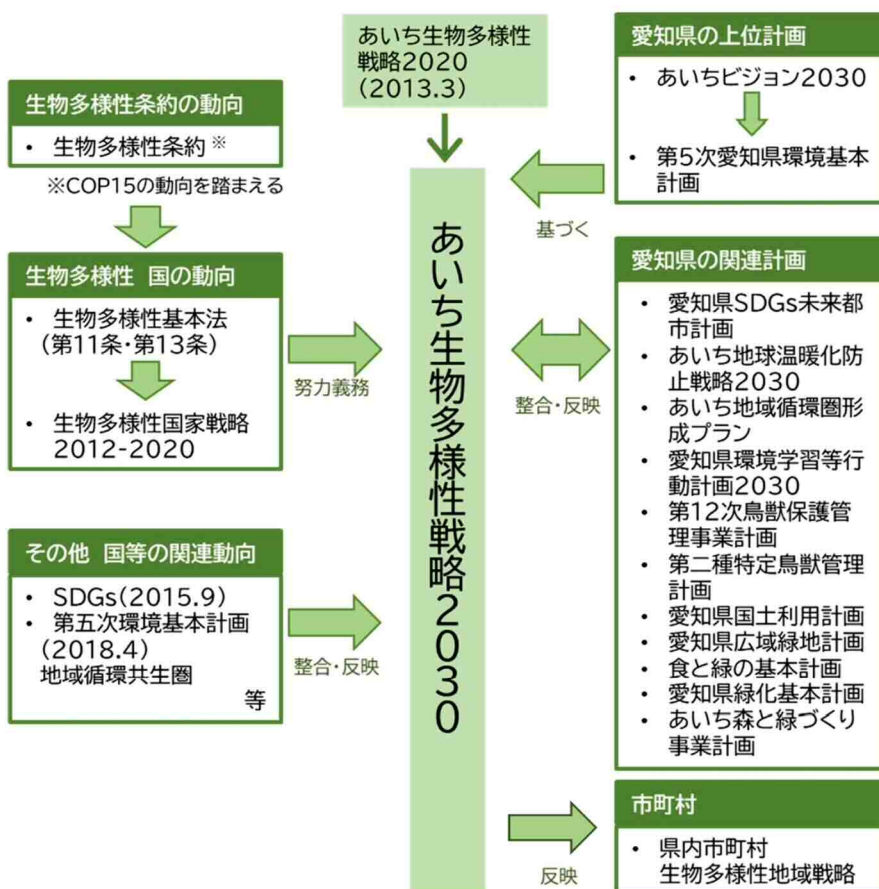 あいち生物多様性
戦略2020
(2013.3)
生物多様性条約の動向
• 生物多様性条約※
※COP15の動向を踏まえる
生物多様性 国の動向
• 生物多様性基本法
(第11条・第13条)
• 生物多様性国家戦略
2012-2020
努力義務
その他 国等の関連動向
• SDGs(2015.9)
• 第五次環境基本計画
(2018.4)
地域循環共生圏
等
整合・反映
あいち生物多様性戦略2030
愛知県の上位計画
• あいちビジョン2030
• 第5次愛知県環境基本
計画
基づく
愛知県の関連計画
• 愛知県SDGs未来都
市計画
• あいち地球温暖化防
止戦略2030
• あいち地域循環圏形
成プラン
• 愛知県環境学習等行
動計画2030
• 第12次鳥獣保護管
理事業計画
• 第二種特定鳥獣管理
計画
• 愛知県国土利用計画
• 愛知県広域緑地計画
• 食と緑の基本計画
• 愛知県緑化基本計画
• あいち森と緑づくり
事業計画
整合・反映
市町村
• 県内市町村
生物多様性地域戦略
反映